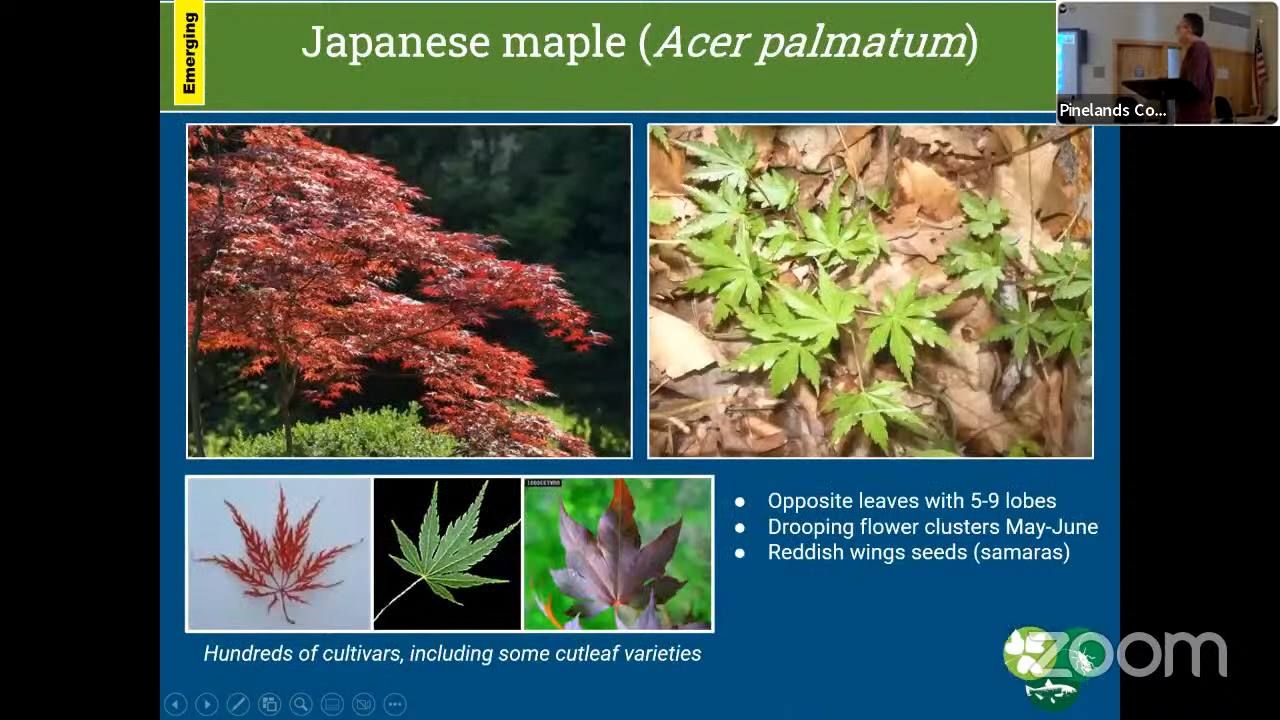 Emerging
Japanese maple (Acer palmatum)
Pinelands Co...
Opposite leaves with 5-9 lobes
Drooping flower clusters May-June
Reddish wings seeds (samaras)
Hundreds of cultivars, including some cutleaf varieties
zoom